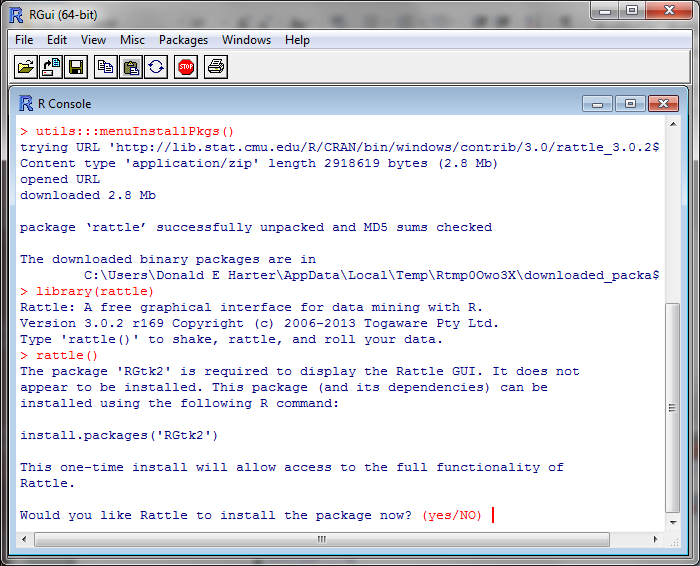 RGui (64-bit)
File Edit View Misc Packages Windows Help
STOP
R Console
> utils:::menuInstallPkgs()
trying URL 'http://lib.stat.cmu.edu/R/CRAN/bin/windows/contrib/3.0/rattle_3.0.2$
Content type 'application/zip' length 2918619 bytes (2.8 Mb)
opened URL
downloaded 2.8 Mb
package ‘rattle’ successfully unpacked and MD5 sums checked
The downloaded binary packages are in
C:\Users\Donald E Harter\AppData\Local\Temp\Rtmp0Owo3X\downloaded_packa$
> library(rattle)
Rattle: A free graphical interface for data mining with R.
Version 3.0.2 r169 Copyright (c) 2006-2013 Togaware Pty Ltd.
Type 'rattle()' to shake, rattle, and roll your data.
> rattle()
The package 'RGtk2' is required to display the Rattle GUI. It does not
appear to be installed. This package (and its dependencies) can be
installed using the following R command:
install.packages('RGtk2')
This one-time install will allow access to the full functionality of
Rattle.
Would you like Rattle to install the package now? (yes/NO)